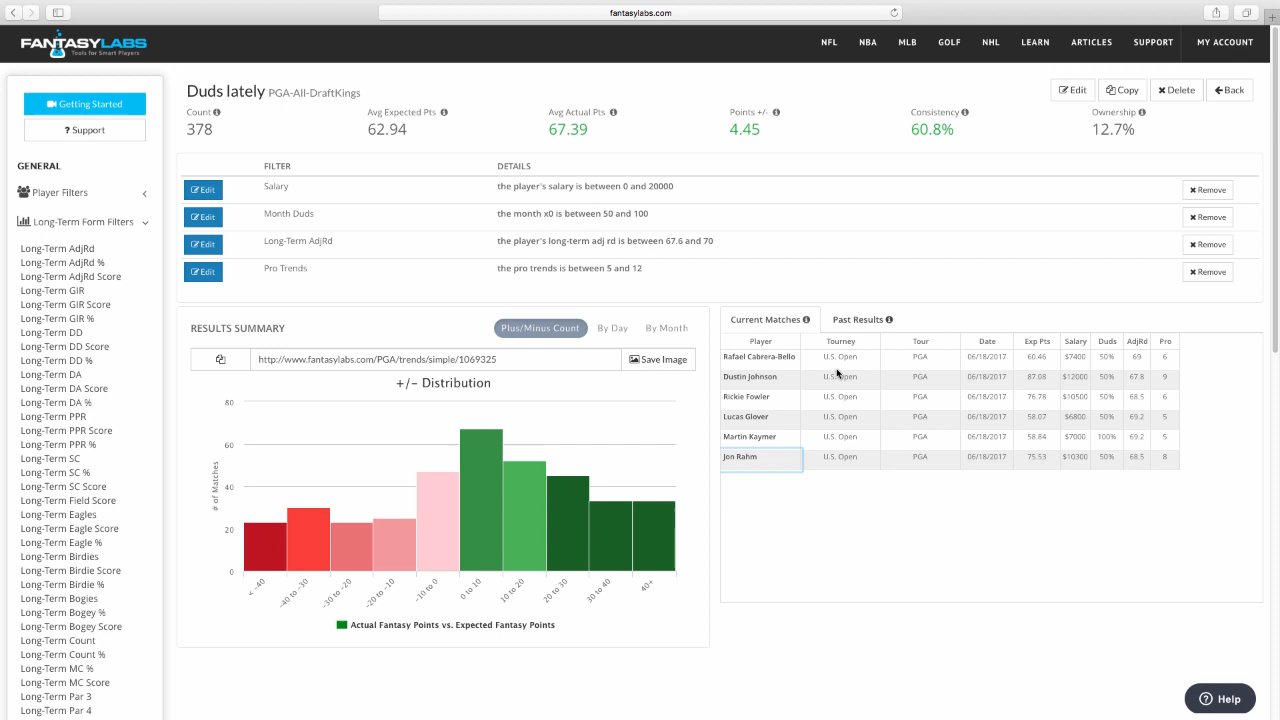 fantasylabs.com
FANTASYLABS
Tools for Smart Players
NFL NBA MLB GOLF NHL LEARN ARTICLES SUPPORT MY ACCOUNT
Getting Started
? Support
GENERAL
Player Filters
Long-Term Form Filters
Long-Term AdjRd
Long-Term AdjRd %
Long-Term AdjRd Score
Long-Term GIR
Long-Term GIR Score
Long-Term GIR %
Long-Term DD
Long-Term DD Score
Long-Term DD %
Long-Term DA
Long-Term DA Score
Long-Term DA %
Long-Term PPR
Long-Term PPR Score
Long-Term PPR %
Long-Term SC
Long-Term SC %
Long-Term SC Score
Long-Term Field Score
Long-Term Eagles
Long-Term Eagle Score
Long-Term Eagle %
Long-Term Birdies
Long-Term Birdie Score
Long-Term Birdie %
Long-Term Bogies
Long-Term Bogey %
Long-Term Bogey Score
Long-Term Count
Long-Term Count %
Long-Term MC %
Long-Term MC Score
Long-Term Par 3
Long-Term Par 4
Duds lately PGA-All-DraftKings
Edit Copy Delete Back
Count Avg Expected Pts Avg Actual Pts Points +/- Consistency Ownership
378 62.94 67.39 4.45 60.8% 12.7%
FILTER DETAILS
Edit Salary the player's salary is between 0 and 20000 Remove
Edit Month Duds the month x0 is between 50 and 100 Remove
Edit Long-Term AdjRd the player's long-term adj rd is between 67.6 and 70 Remove
Edit Pro Trends the pro trends is between 5 and 12 Remove
RESULTS SUMMARY Plus/Minus Count By Day By Month
http://www.fantasylabs.com/PGA/trends/simple/1069325 Save Image
+/- Distribution
# of Matches
80
60
40
20
0
< -40 -40 to -30 -30 to -20 -20 to -10 -10 to 0 0 to 10 10 to 20 20 to 30 30 to 40 40+
Actual Fantasy Points vs. Expected Fantasy Points
Current Matches Past Results
Player Tourney Tour Date Exp Pts Salary Duds AdjRd Pro
Rafael Cabrera-Bello U.S. Open PGA 06/18/2017 60.46 $7400 50% 69 6
Dustin Johnson U.S. Open PGA 06/18/2017 87.08 $12000 50% 67.8 9
Rickie Fowler U.S. Open PGA 06/18/2017 76.78 $10500 50% 68.5 6
Lucas Glover U.S. Open PGA 06/18/2017 58.07 $6800 50% 69.2 5
Martin Kaymer U.S. Open PGA 06/18/2017 58.84 $7000 100% 69.2 5
Jon Rahm U.S. Open PGA 06/18/2017 75.53 $10300 50% 68.5 8
Help